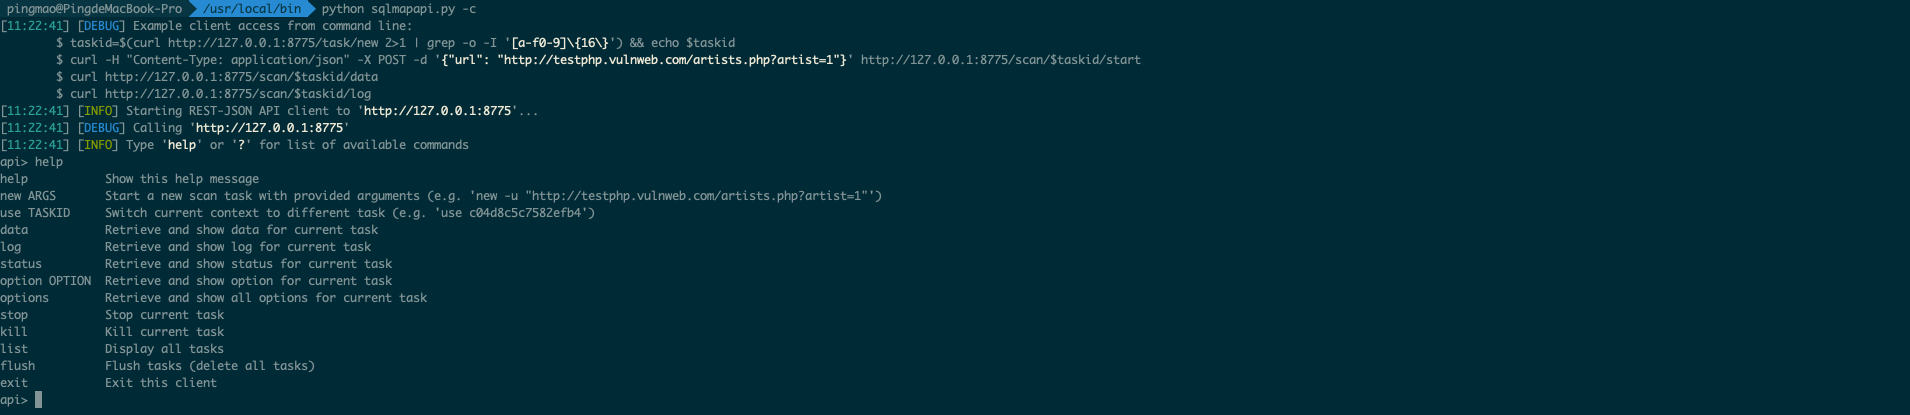 pingmao@PingdeMacBook-Pro /usr/local/bin python sqlmapapi.py -c
[11:22:41] [DEBUG] Example client access from command line:
        $ taskid=$(curl http://127.0.0.1:8775/task/new 2>1 | grep -o -I '[a-f0-9]\{16\}') && echo $taskid
        $ curl -H "Content-Type: application/json" -X POST -d '{"url": "http://testphp.vulnweb.com/artists.php?artist=1"}' http://127.0.0.1:8775/scan/$taskid/start
        $ curl http://127.0.0.1:8775/scan/$taskid/data
        $ curl http://127.0.0.1:8775/scan/$taskid/log
[11:22:41] [INFO] Starting REST-JSON API client to 'http://127.0.0.1:8775'...
[11:22:41] [DEBUG] Calling 'http://127.0.0.1:8775'
[11:22:41] [INFO] Type 'help' or '?' for list of available commands
api> help
help           Show this help message
new ARGS       Start a new scan task with provided arguments (e.g. 'new -u "http://testphp.vulnweb.com/artists.php?artist=1"')
use TASKID     Switch current context to different task (e.g. 'use c04d8c5c7582efb4')
data           Retrieve and show data for current task
log            Retrieve and show log for current task
status         Retrieve and show status for current task
option OPTION  Retrieve and show option for current task
options        Retrieve and show all options for current task
stop           Stop current task
kill           Kill current task
list           Display all tasks
flush          Flush tasks (delete all tasks)
exit           Exit this client
api>